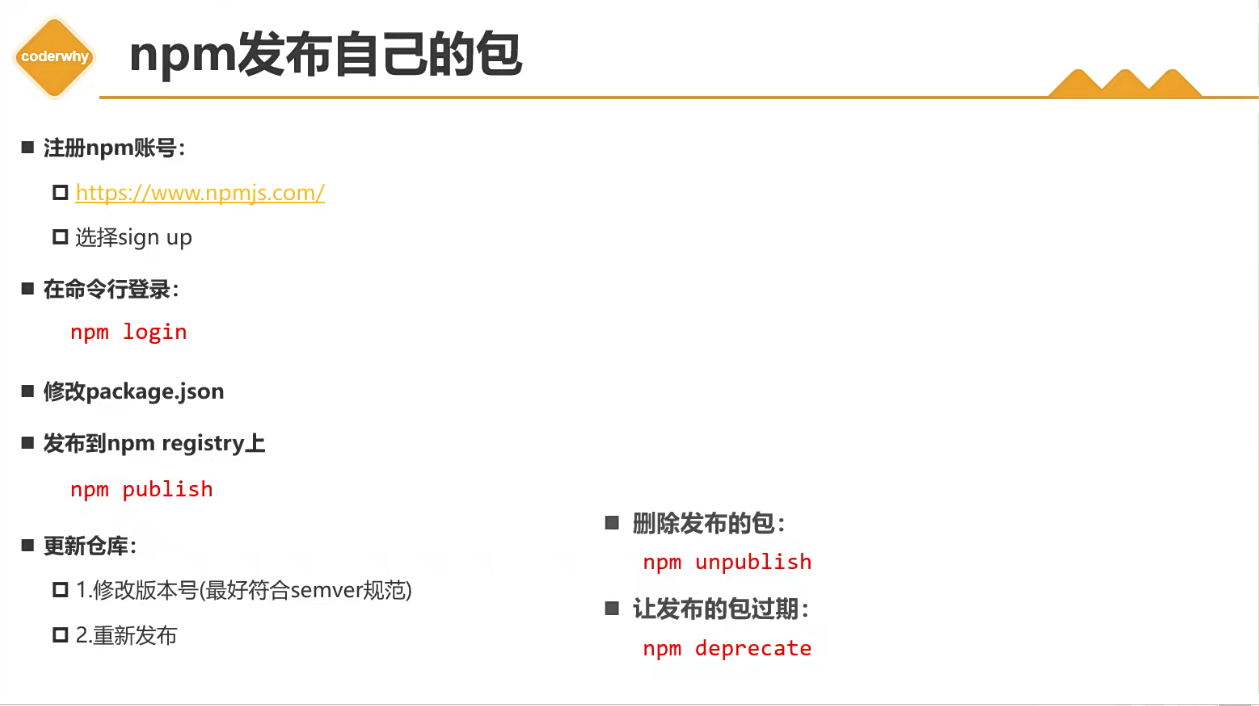 coderwhy
npm发布自己的包
注册npm账号：
https://www.npmjs.com/
选择sign up
在命令行登录：
npm login
修改package.json
发布到npm registry上
npm publish
更新仓库：
1.修改版本号(最好符合semver规范)
2.重新发布
删除发布的包：
npm unpublish
让发布的包过期：
npm deprecate